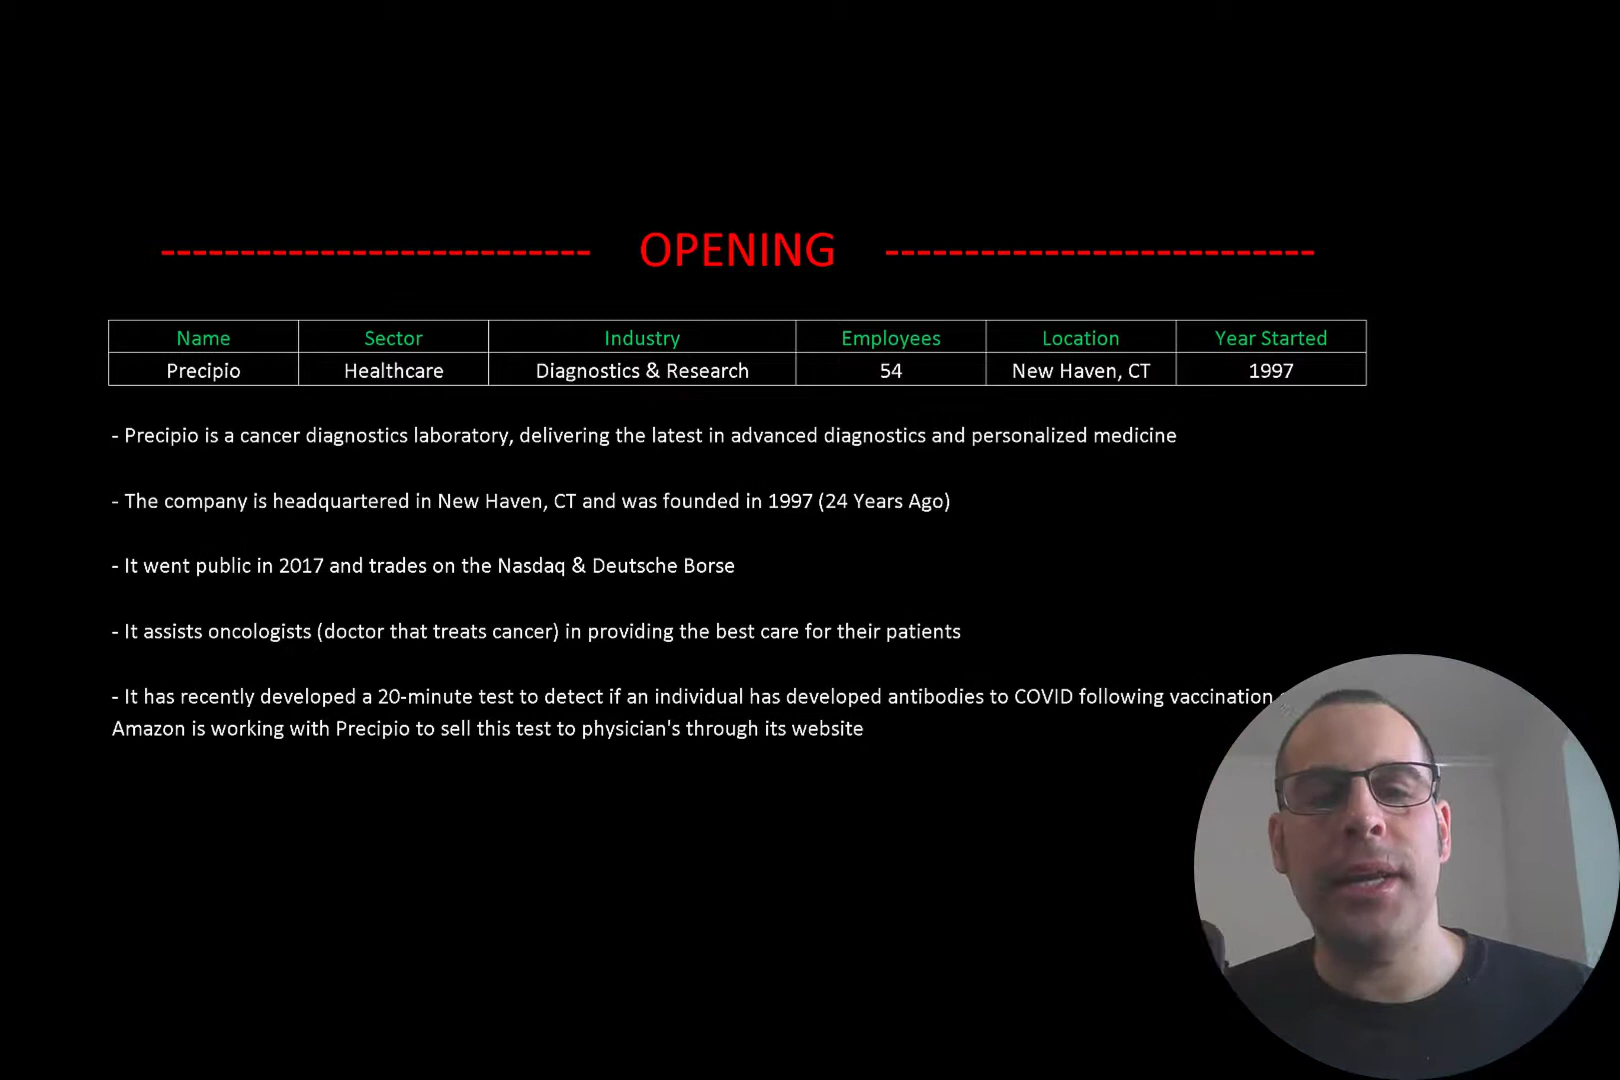 --------------------------- OPENING ---------------------------
Name Sector Industry Employees Location Year Started
Precipio Healthcare Diagnostics & Research 54 New Haven, CT 1997
- Precipio is a cancer diagnostics laboratory, delivering the latest in advanced diagnostics and personalized medicine
- The company is headquartered in New Haven, CT and was founded in 1997 (24 Years Ago)
- It went public in 2017 and trades on the Nasdaq & Deutsche Borse
- It assists oncologists (doctor that treats cancer) in providing the best care for their patients
- It has recently developed a 20-minute test to detect if an individual has developed antibodies to COVID following vaccination
Amazon is working with Precipio to sell this test to physician's through its website